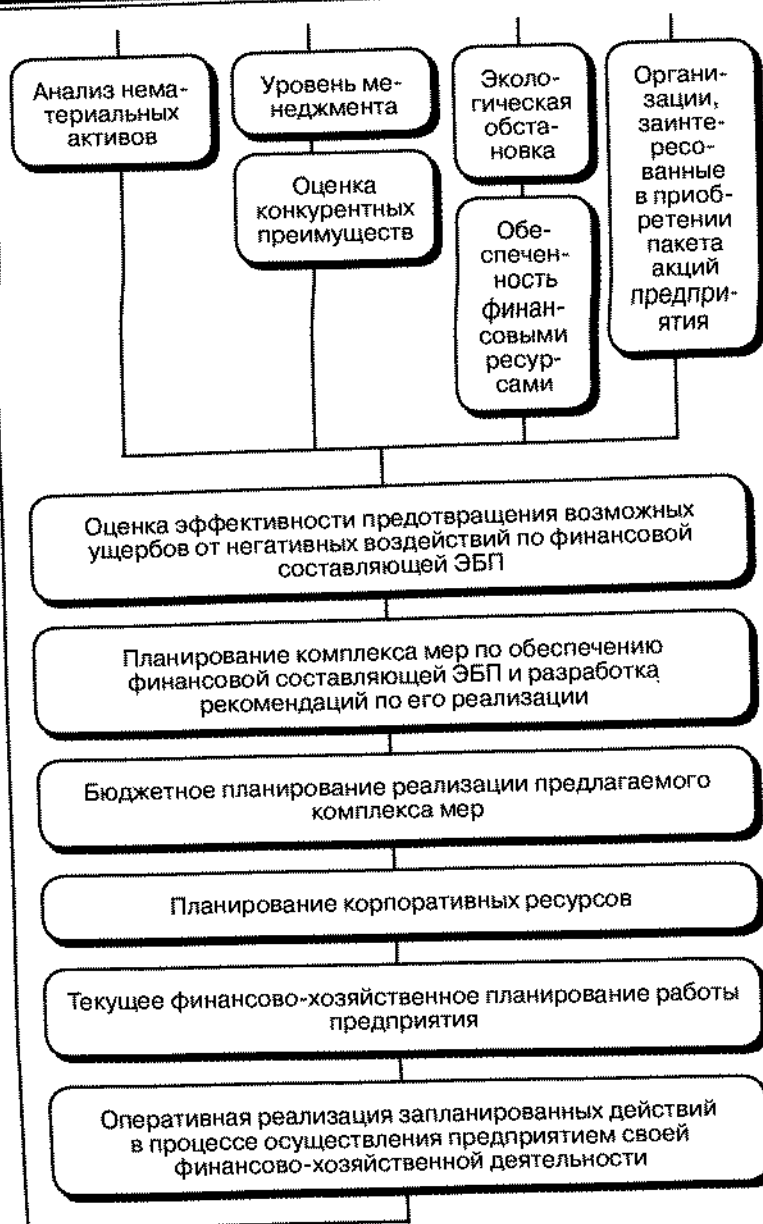 Анализ нема-
териальных
активов
Уровень ме-
неджмента
Оценка
конкурентных
преимуществ
Эколо-
гическая
обста-
новка
Обе-
спечен-
ность
финан-
совыми
ресур-
сами
Органи-
зации,
заинте-
ресо-
ванные
в приоб-
ретении
пакета
акций
предпри-
ятия
Оценка эффективности предотвращения возможных
ущербов от негативных воздействий по финансовой
составляющей ЭБП
Планирование комплекса мер по обеспечению
финансовой составляющей ЭБП и разработка
рекомендаций по его реализации
Бюджетное планирование реализации предлагаемого
комплекса мер
Планирование корпоративных ресурсов
Текущее финансово-хозяйственное планирование работы
предприятия
Оперативная реализация запланированных действий
в процессе осуществления предприятием своей
финансово-хозяйственной деятельности